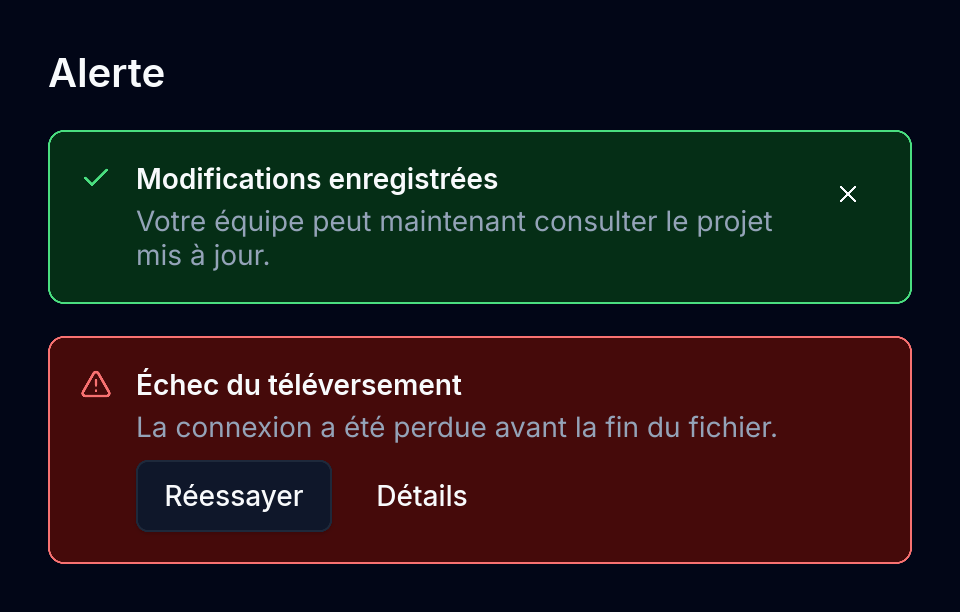 Alerte
Modifications enregistrées
Votre équipe peut maintenant consulter le projet
mis à jour.
Échec du téléversement
La connexion a été perdue avant la fin du fichier.
Réessayer
Détails